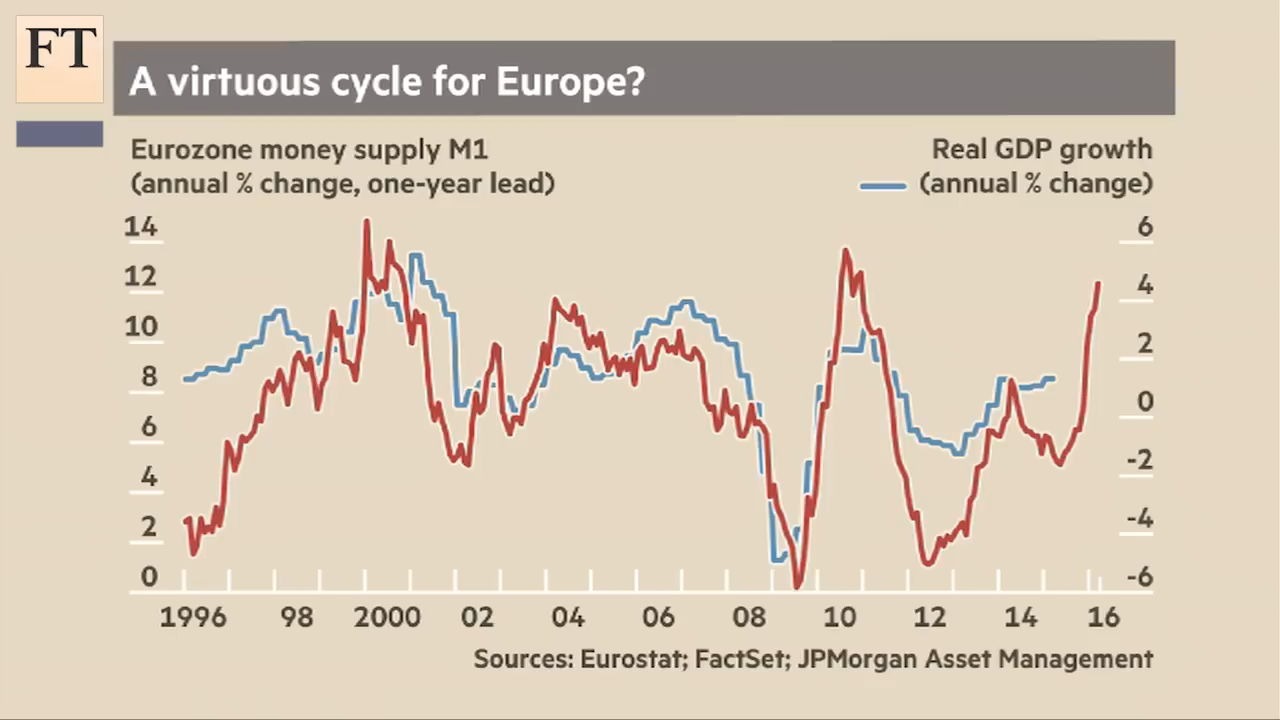 FT
A virtuous cycle for Europe?
Eurozone money supply M1
(annual % change, one-year lead)
Real GDP growth
(annual % change)
14
12
10
8
6
4
2
0
6
4
2
0
-2
-4
-6
1996 98 2000 02 04 06 08 10 12 14 16
Sources: Eurostat; FactSet; JPMorgan Asset Management